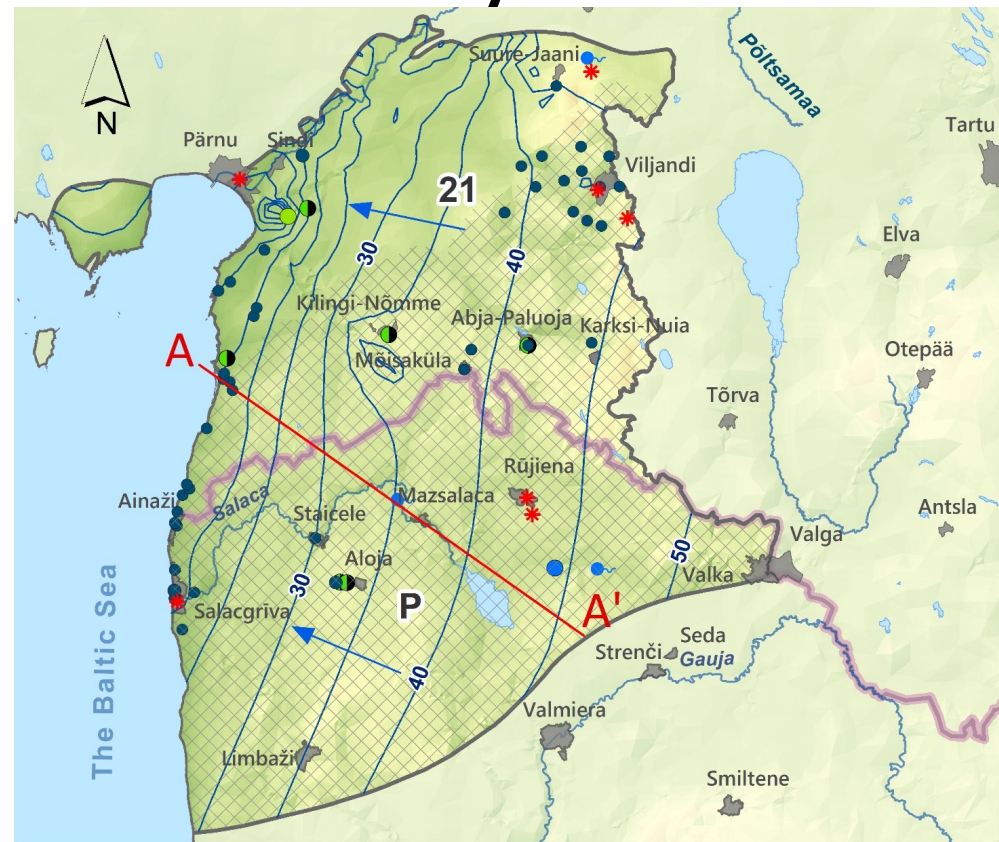 Suure-Jaani
Põltsamaa
N
Pärnu
Sindi
Tartu
Viljandi
21
Elva
30
40
Kilingi-Nõmme
Abja-Paluoja
Karksi-Nuia
A
Mõisaküla
Otepää
Tõrva
Rūjiena
Ainaži
Salaca
Mazsalaca
Antsla
Staicele
Valga
50
Aloja
Valka
30
P
A'
Salacgrīva
The Baltic Sea
Seda
Strenči
Gauja
40
Valmiera
Limbaži
Smiltene